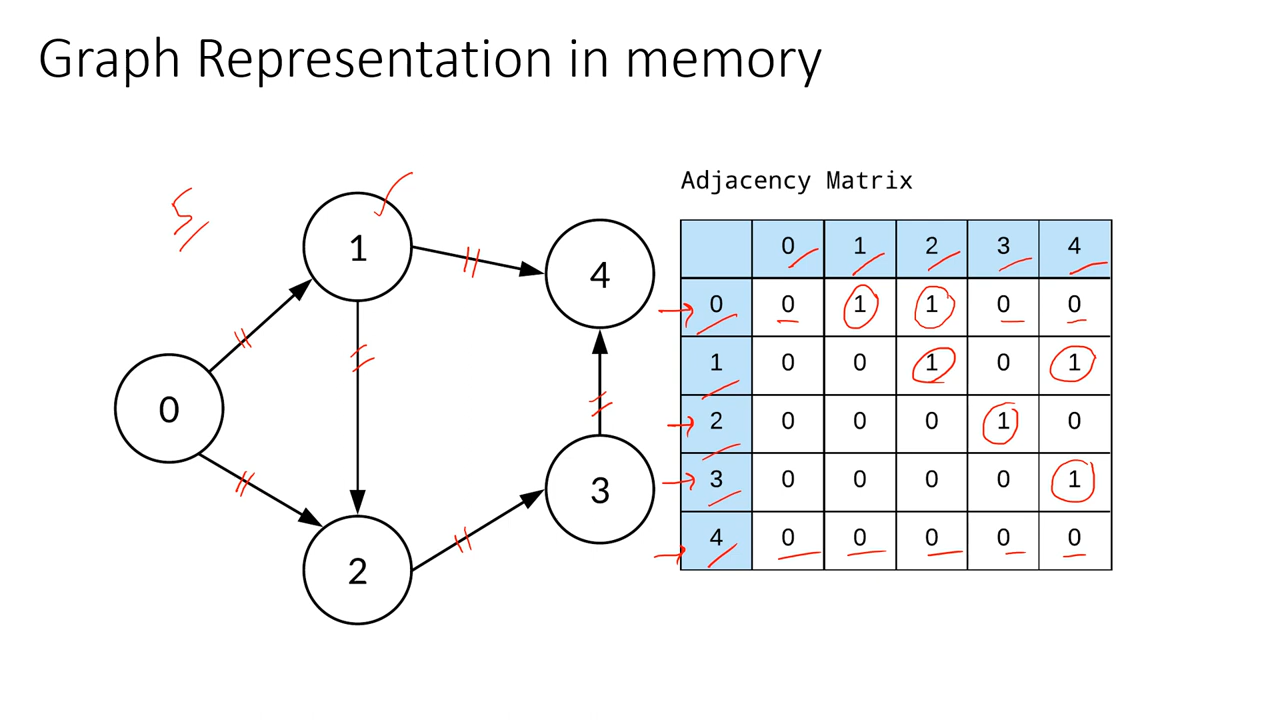 Graph Representation in memory
5
Adjacency Matrix
0
1
2
3
4
0 1 2 3 4
0 0 1 1 0 0
1 0 0 1 0 1
2 0 0 0 1 0
3 0 0 0 0 1
4 0 0 0 0 0